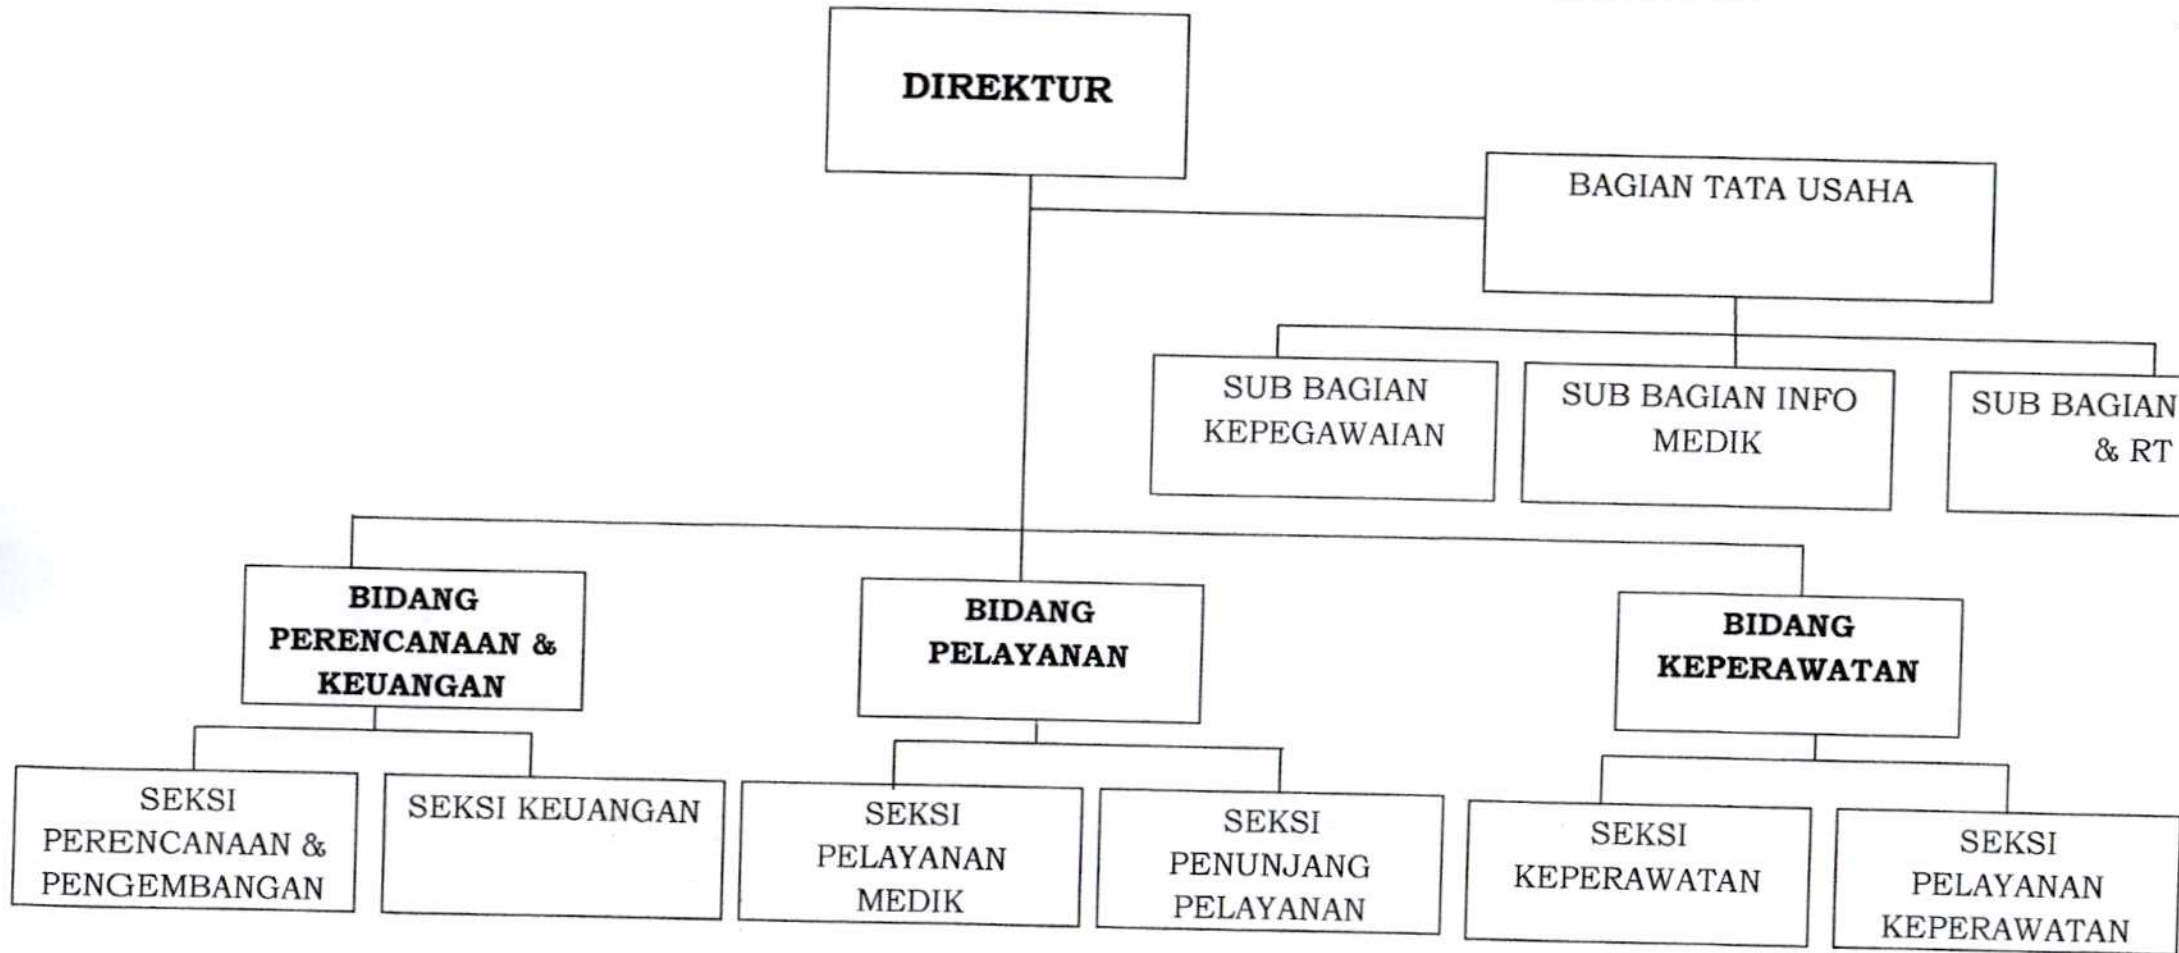 DIREKTUR
BAGIAN TATA USAHA
SUB BAGIAN
KEPEGAWAIAN
SUB BAGIAN INFO
MEDIK
SUB BAGIAN
& RT
BIDANG
PERENCANAAN &
KEUANGAN
BIDANG
PELAYANAN
BIDANG
KEPERAWATAN
SEKSI
PERENCANAAN &
PENGEMBANGAN
SEKSI KEUANGAN
SEKSI
PELAYANAN
MEDIK
SEKSI
PENUNJANG
PELAYANAN
SEKSI
KEPERAWATAN
SEKSI
PELAYANAN
KEPERAWATAN